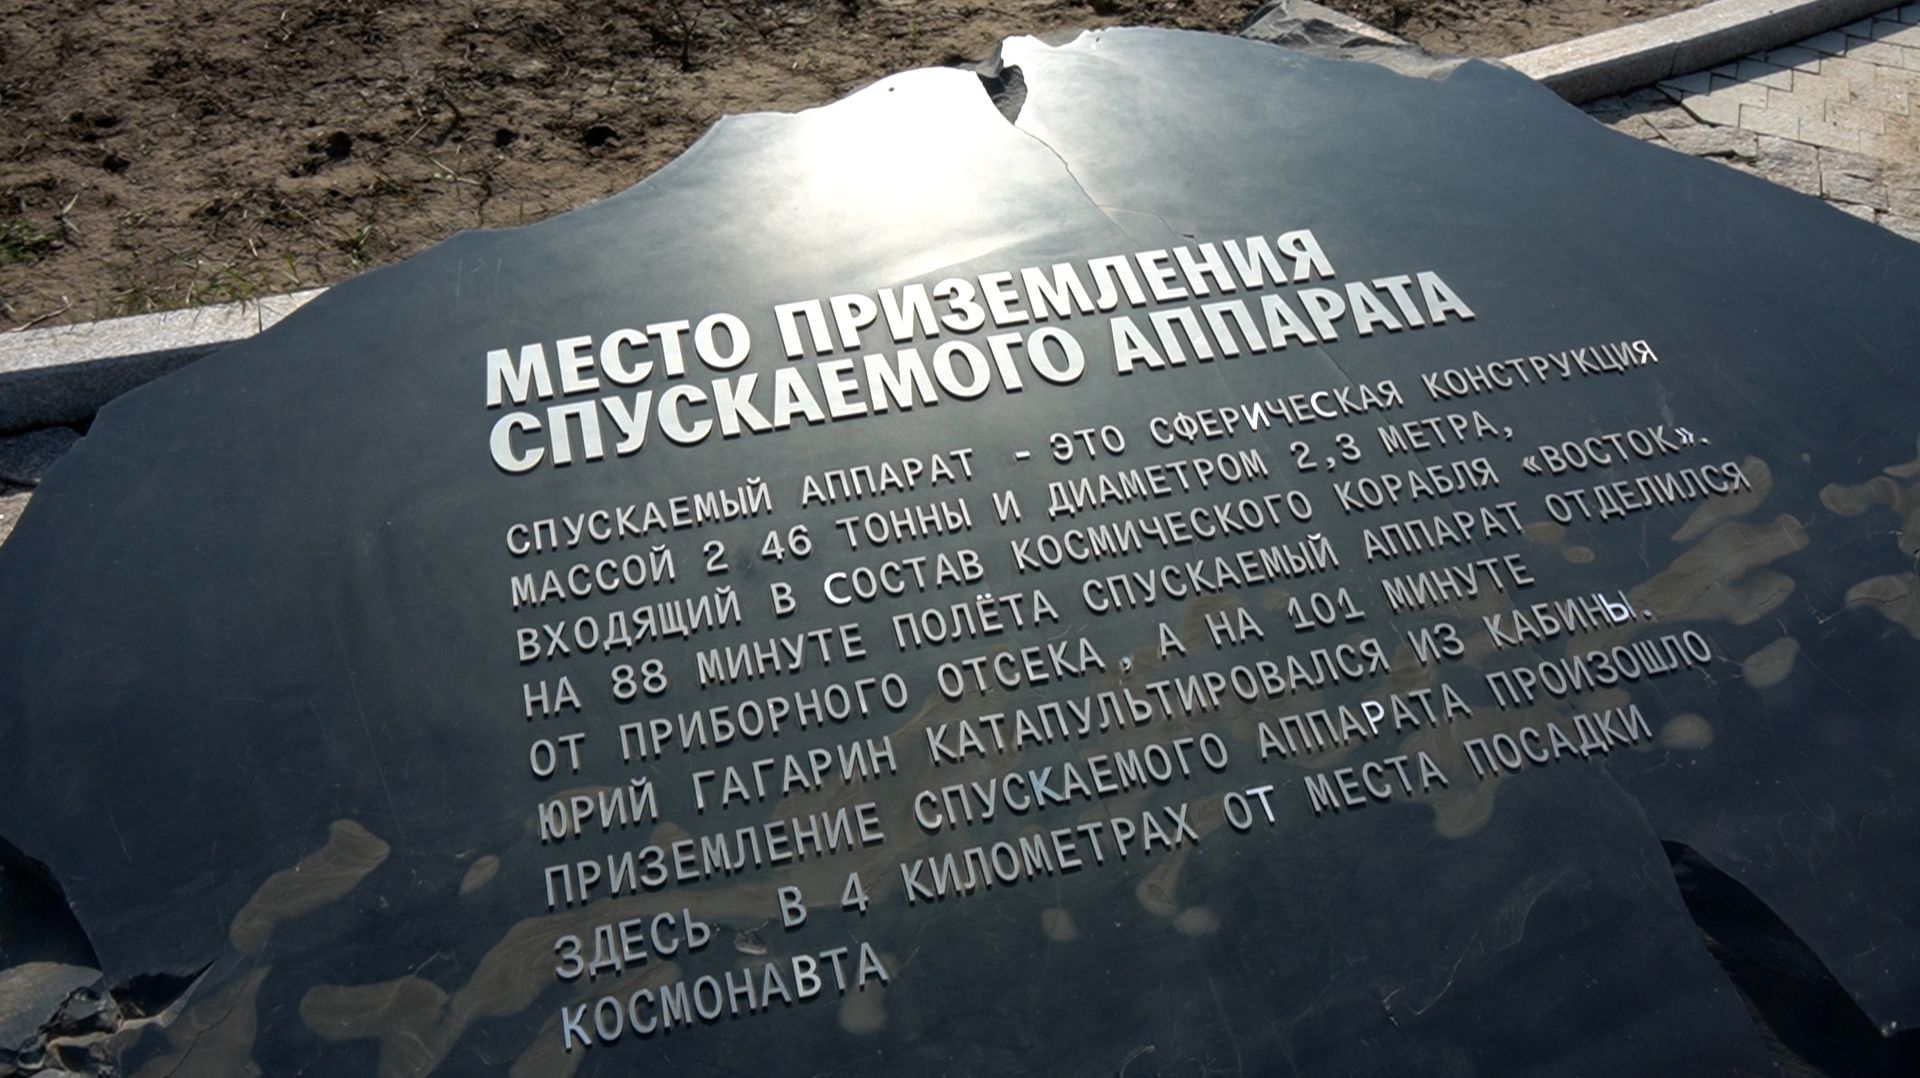 МЕСТО ПРИЗЕМЛЕНИЯ
СПУСКАЕМОГО АППАРАТА
СПУСКАЕМЫЙ АППАРАТ - ЭТО СФЕРИЧЕСКАЯ КОНСТРУКЦИЯ
МАССОЙ 2 46 ТОННЫ И ДИАМЕТРОМ 2,3 МЕТРА,
ВХОДЯЩИЙ В СОСТАВ КОСМИЧЕСКОГО КОРАБЛЯ «ВОСТОК».
НА 88 МИНУТЕ ПОЛЁТА СПУСКАЕМЫЙ АППАРАТ ОТДЕЛИЛСЯ
ОТ ПРИБОРНОГО ОТСЕКА, А НА 101 МИНУТЕ
ЮРИЙ ГАГАРИН КАТАПУЛЬТИРОВАЛСЯ ИЗ КАБИНЫ.
ПРИЗЕМЛЕНИЕ СПУСКАЕМОГО АППАРАТА ПРОИЗОШЛО
ЗДЕСЬ В 4 КИЛОМЕТРАХ ОТ МЕСТА ПОСАДКИ
КОСМОНАВТА